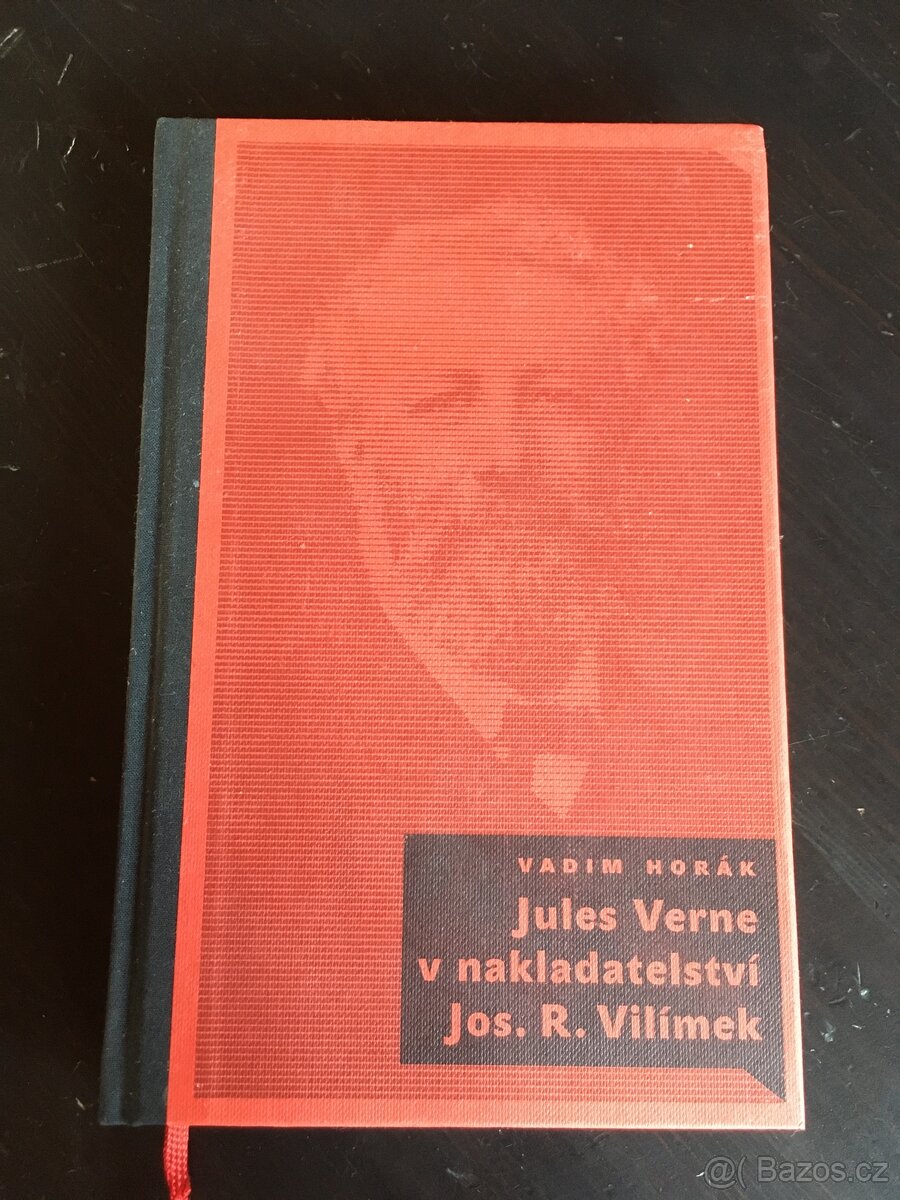 VADIM HORÁK
Jules Verne
v nakladatelství
Jos. R. Vilímek
@( Bazos.cz